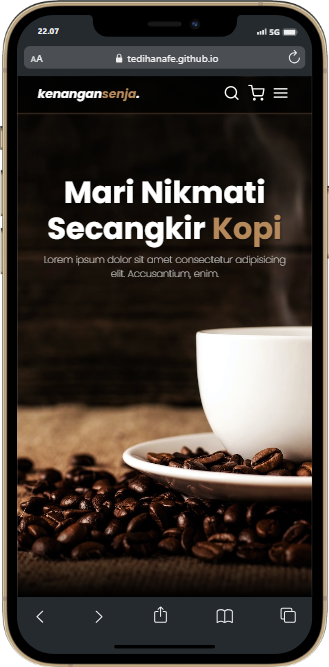 22.07
5G
AA
tedihanafe.github.io
kenangansenja.
Mari Nikmati
Secangkir Kopi
Lorem ipsum dolor sit amet consectetur adipisicing
elit. Accusantium, enim.